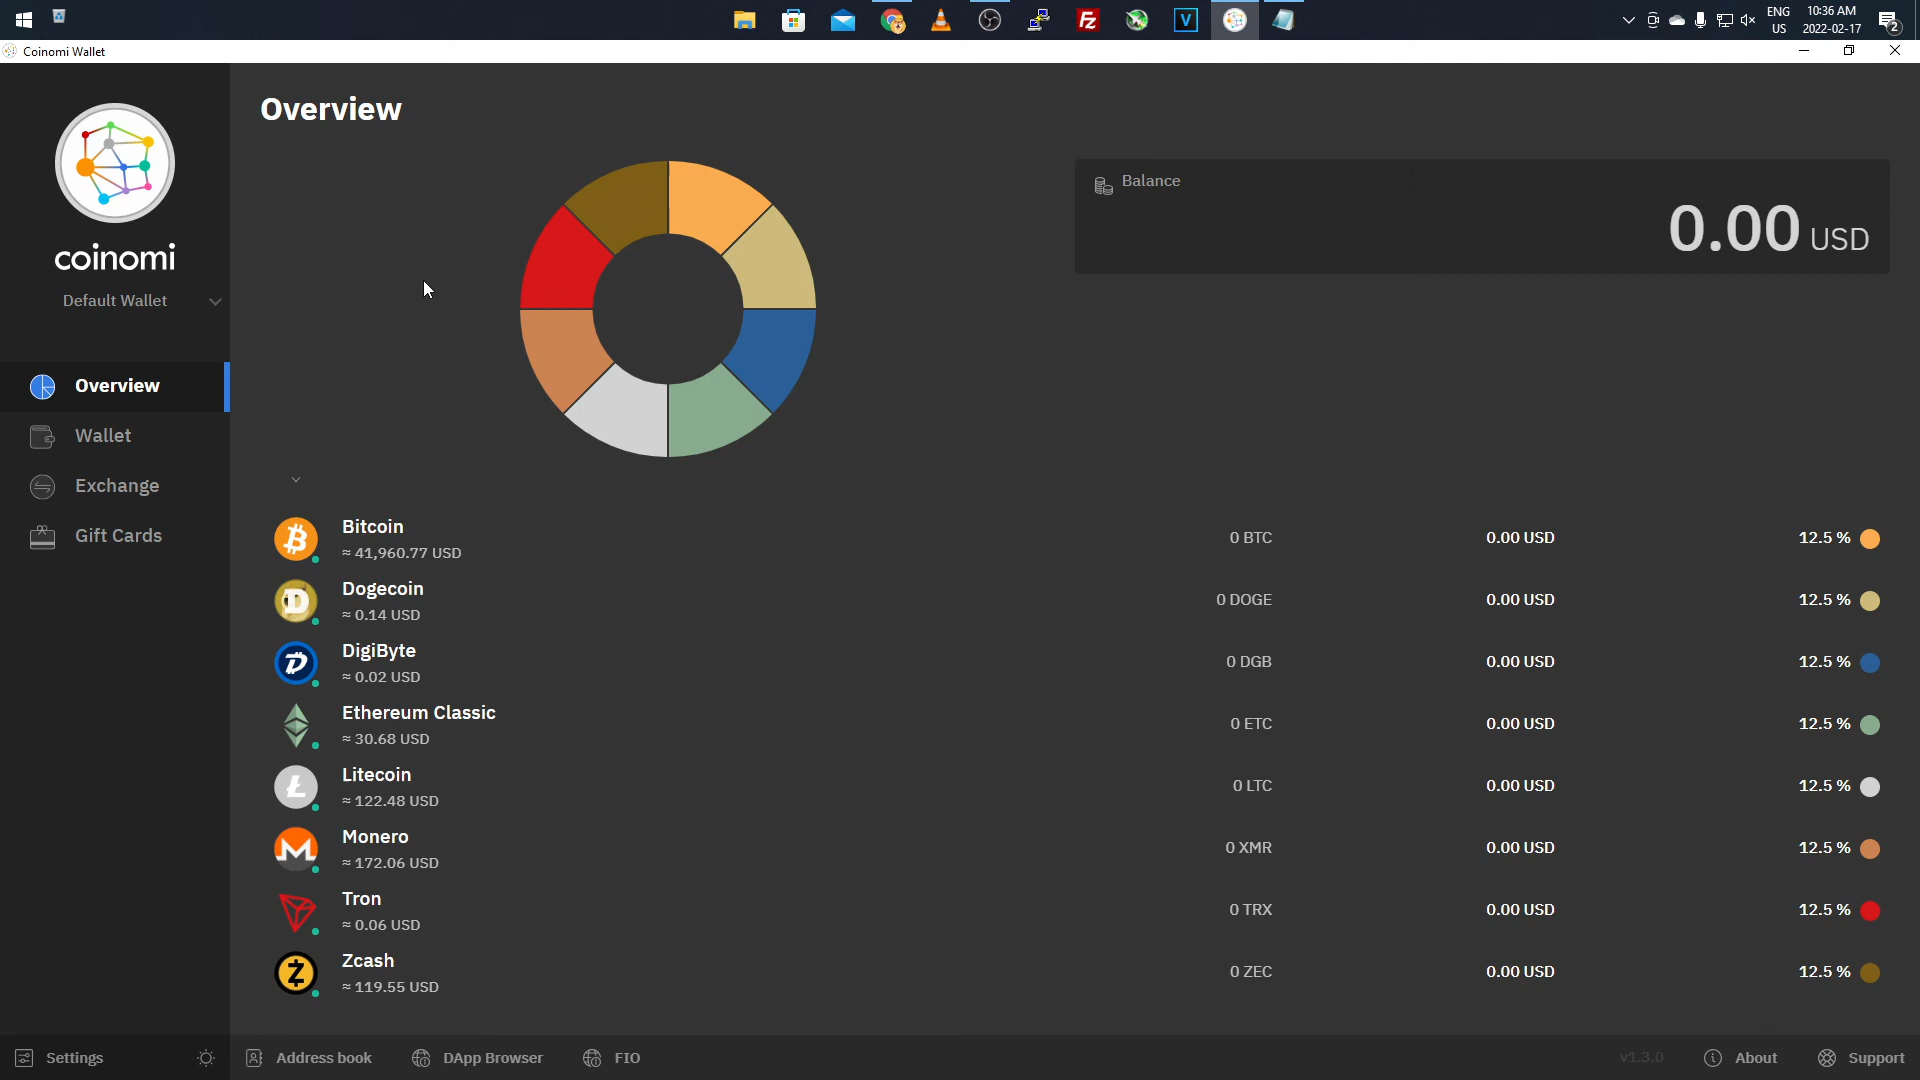 ENG
US
10:36 AM
2022-02-17
2
Fz
V
Coinomi Wallet
coinomi
Default Wallet
Overview
Wallet
Exchange
Gift Cards
Overview
Balance
0.00 USD
Bitcoin
≈ 41,960.77 USD
0 BTC
0.00 USD
12.5 %
Dogecoin
≈ 0.14 USD
0 DOGE
0.00 USD
12.5 %
DigiByte
≈ 0.02 USD
0 DGB
0.00 USD
12.5 %
Ethereum Classic
≈ 30.68 USD
0 ETC
0.00 USD
12.5 %
Litecoin
≈ 122.48 USD
0 LTC
0.00 USD
12.5 %
Monero
≈ 172.06 USD
0 XMR
0.00 USD
12.5 %
Tron
≈ 0.06 USD
0 TRX
0.00 USD
12.5 %
Zcash
≈ 119.55 USD
0 ZEC
0.00 USD
12.5 %
Settings
Address book
DApp Browser
FIO
v1.3.0
About
Support